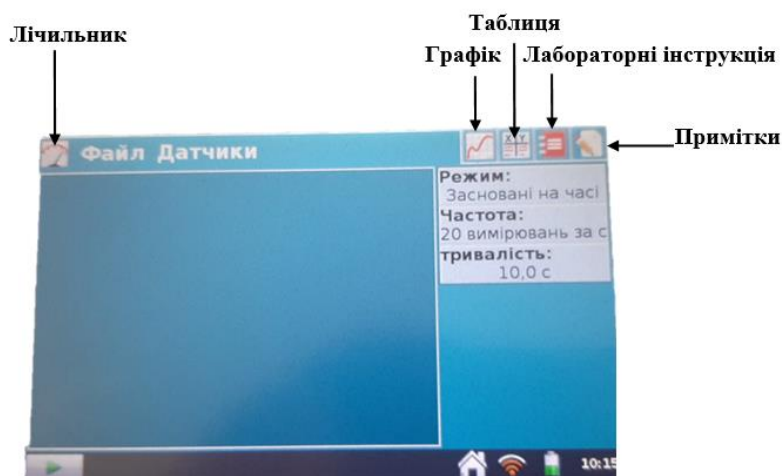 Лічильник
Таблиця
Графік
Лабораторні інструкція
Примітки
Файл Датчики
X Y
Режим:
Засновані на часі
Частота:
20 вимірювань за с
тривалість:
10,0 с
10:15